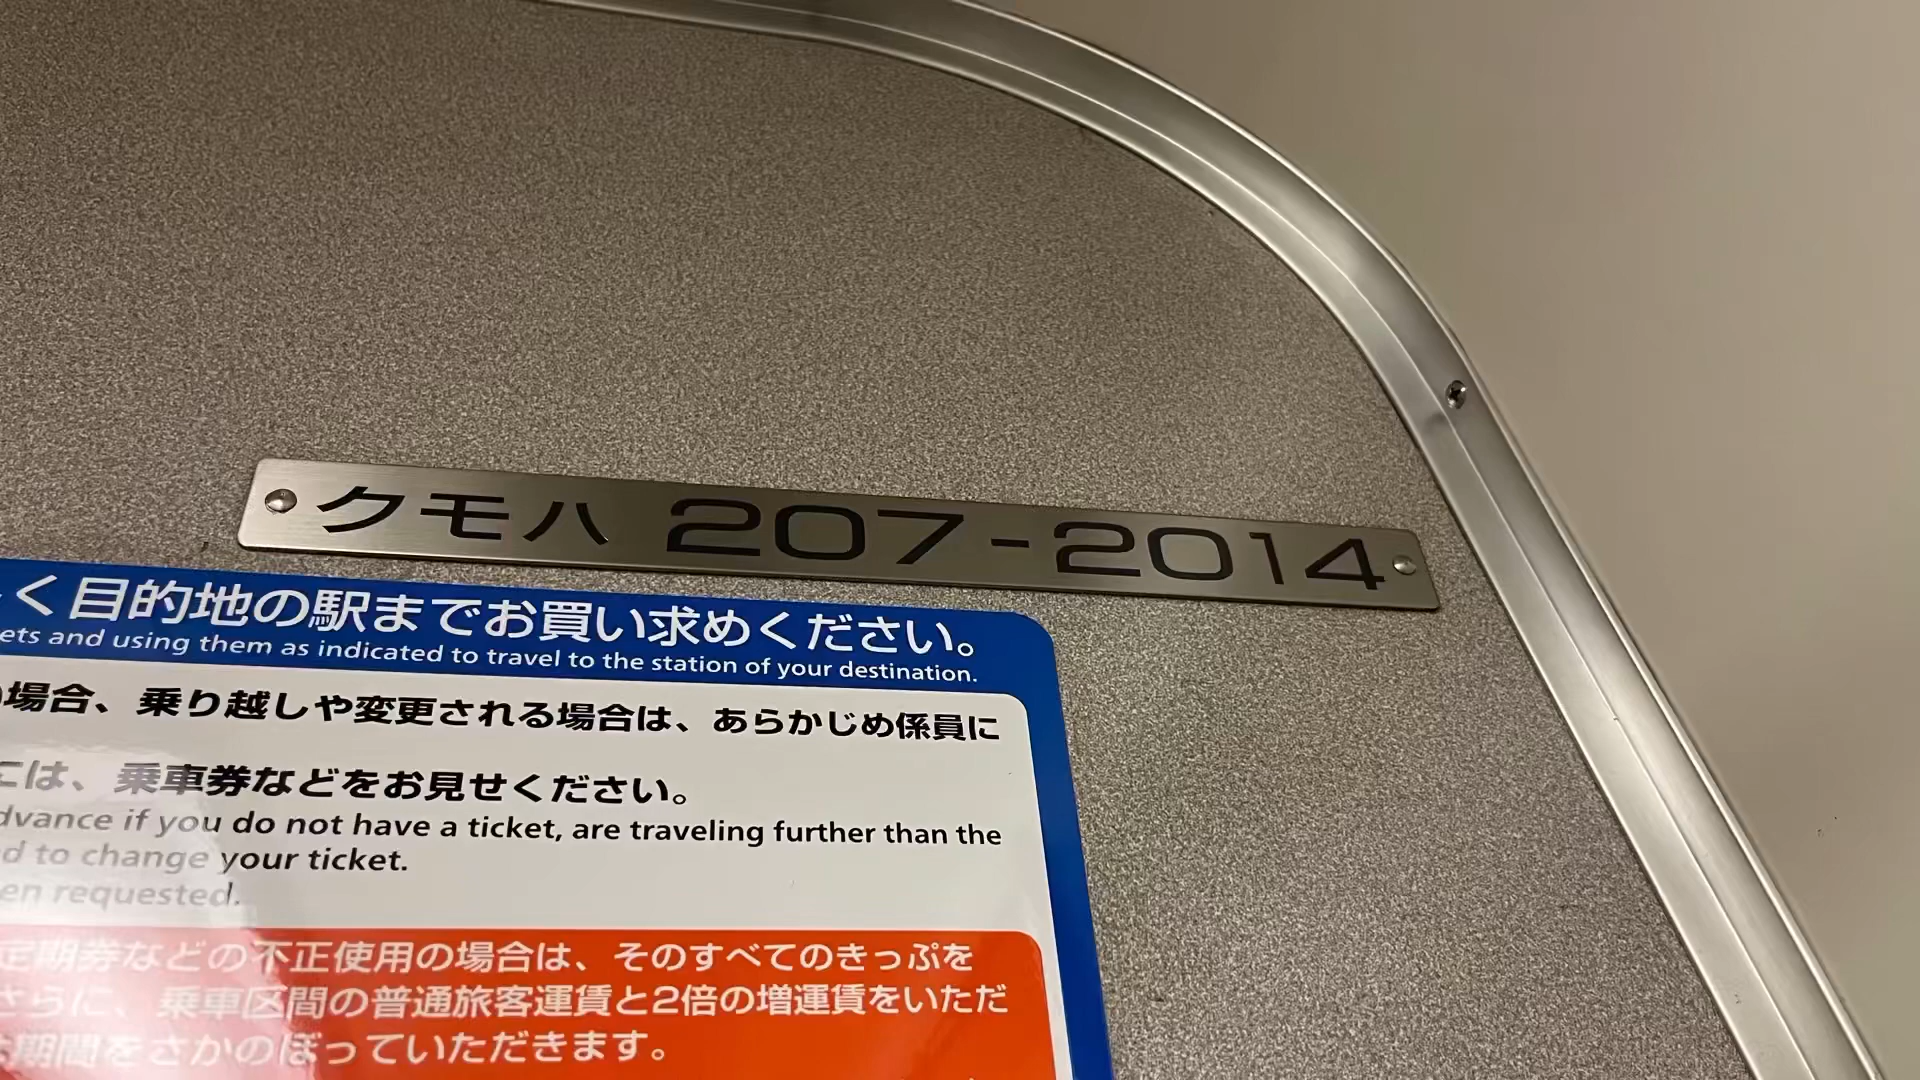 クモハ 207-2014
く目的地の駅までお買い求めください。
ets and using them as indicated to travel to the station of your destination.
の場合、乗り越しや変更される場合は、あらかじめ係員に
には、乗車券などをお見せください。
dvance if you do not have a ticket, are traveling further than the
d to change your ticket.
en requested.
定期券などの不正使用の場合は、そのすべてのきっぷを
さらに、乗車区間の普通旅客運賃と2倍の増運賃をいただ
期間をさかのぼっていただきます。